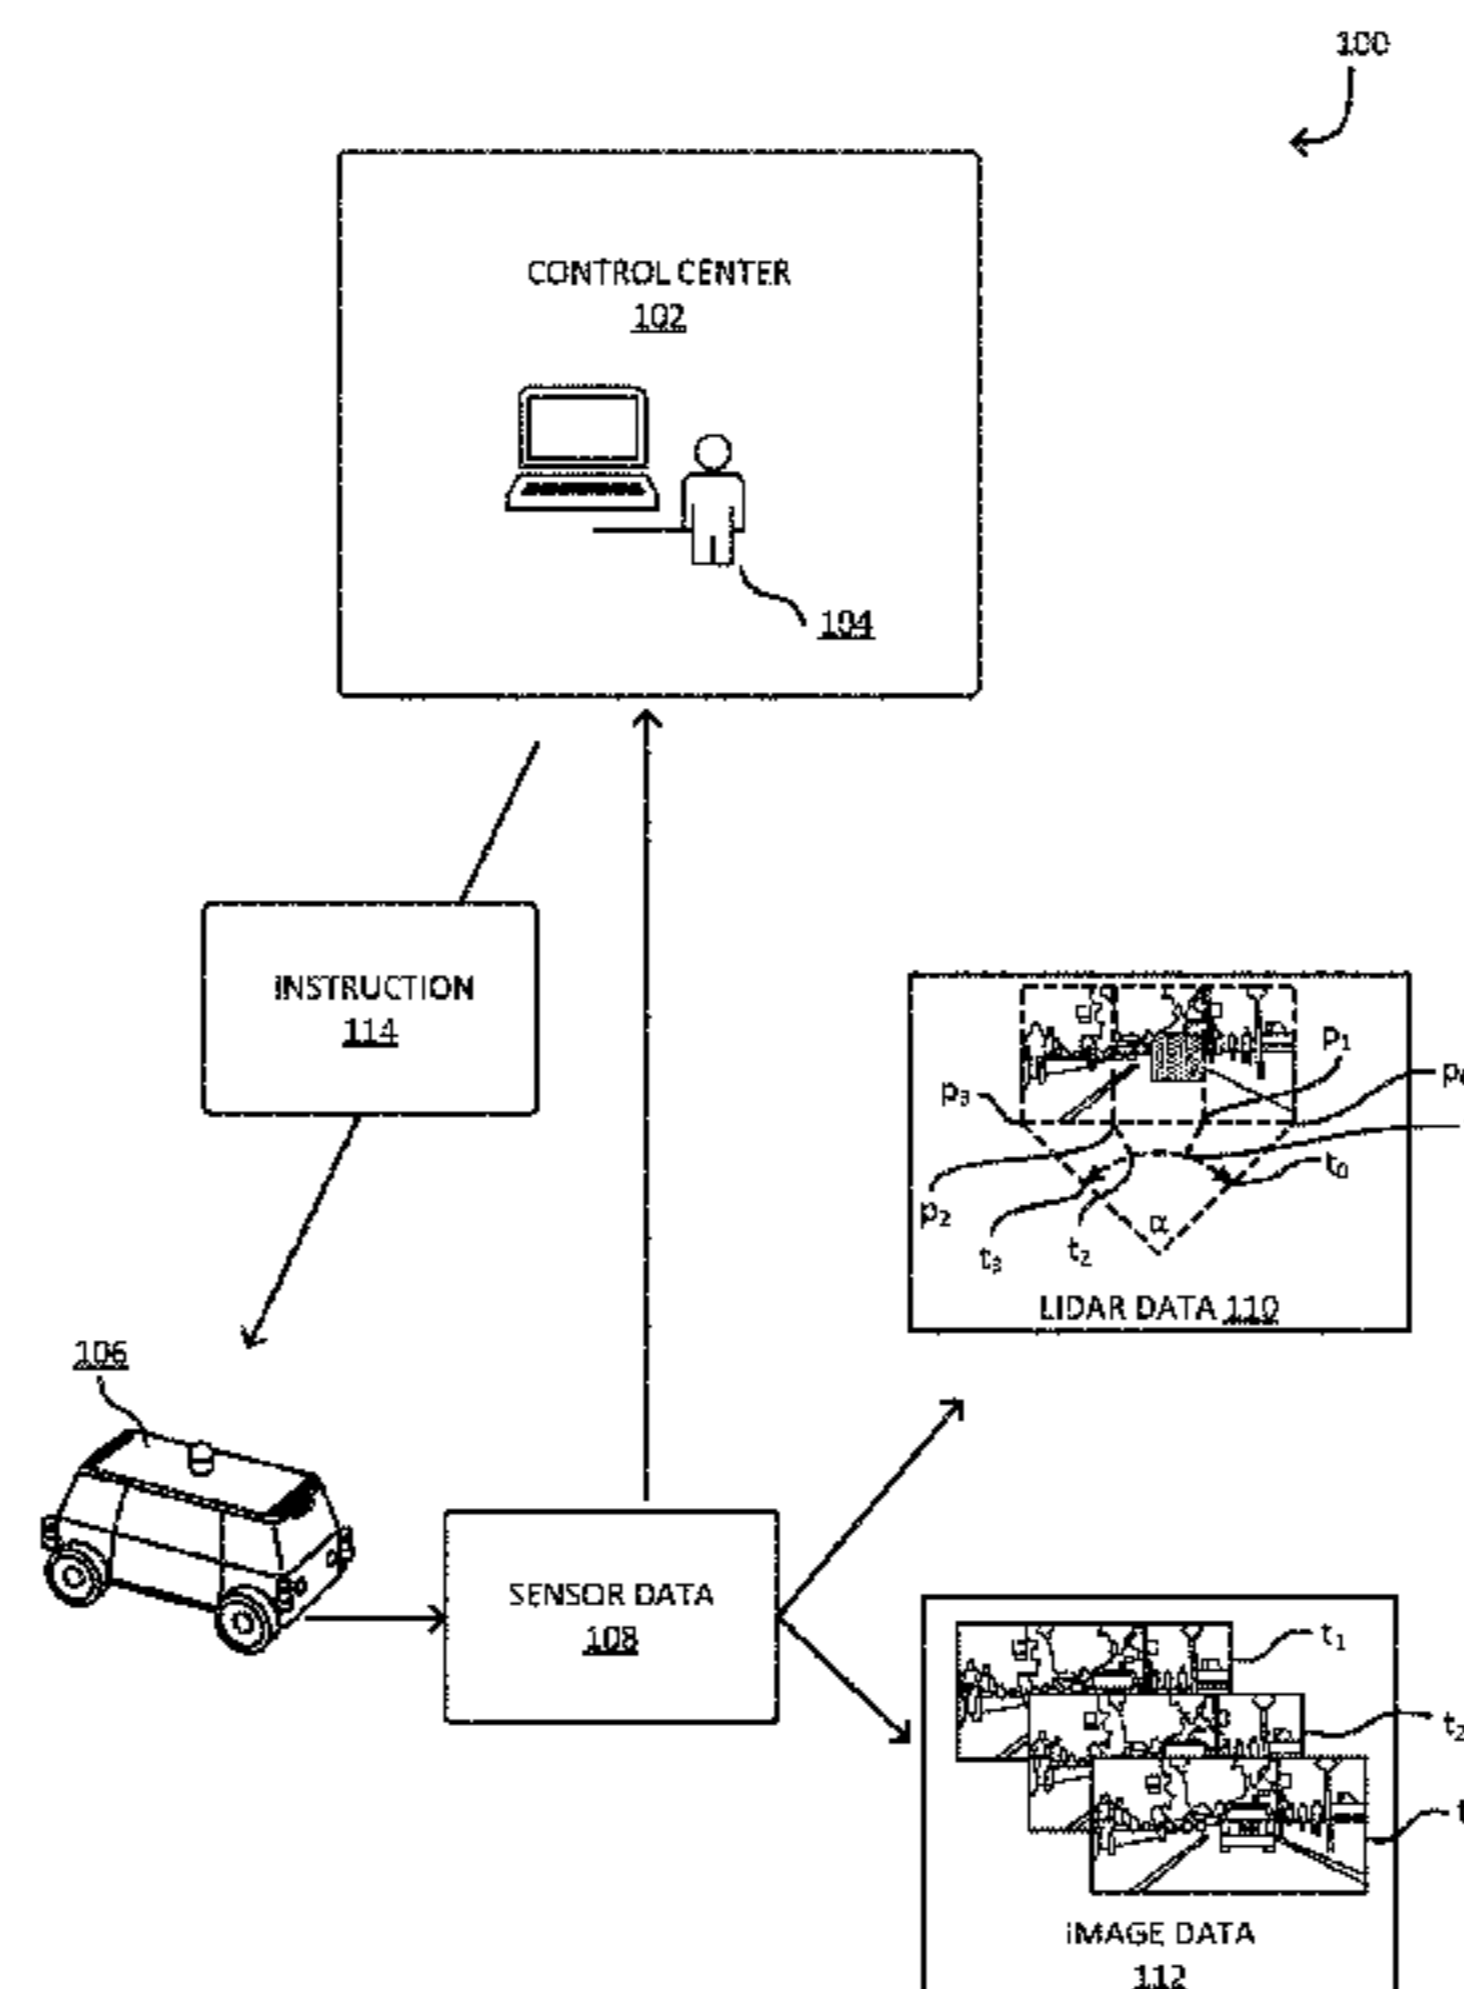 100
CONTROL CENTER
102
104
INSTRUCTION
114
p₁
p₃
t₀
p₂
α
t₃
t₂
LIDAR DATA 110
106
SENSOR DATA
108
t₁
t₂
IMAGE DATA
112